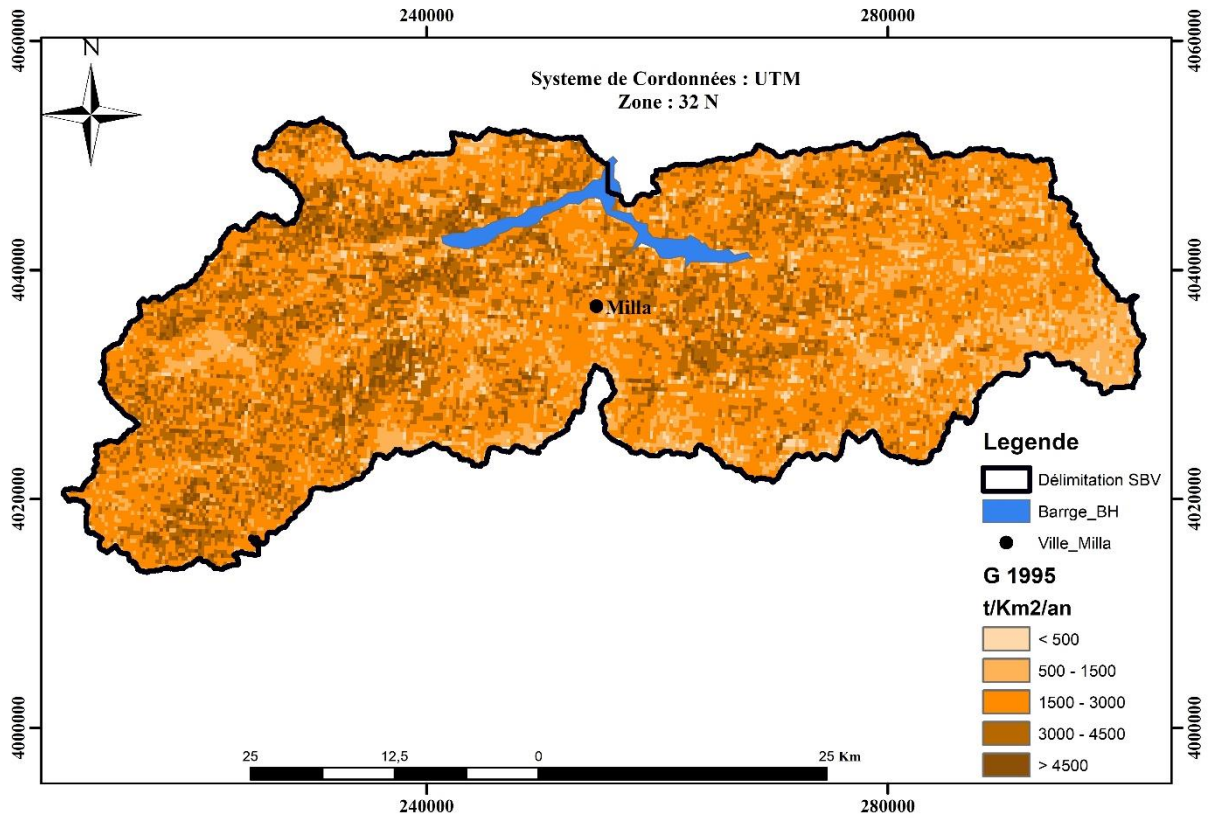 240000
280000
4060000
4060000
N
Systeme de Cordonnées : UTM
Zone : 32 N
4040000
4040000
Milla
Legende
Délimitation SBV
Barrge_BH
Ville_Milla
G 1995
t/Km2/an
< 500
500 - 1500
1500 - 3000
3000 - 4500
> 4500
4020000
4020000
4000000
4000000
25
12,5
0
25 Km
240000
280000